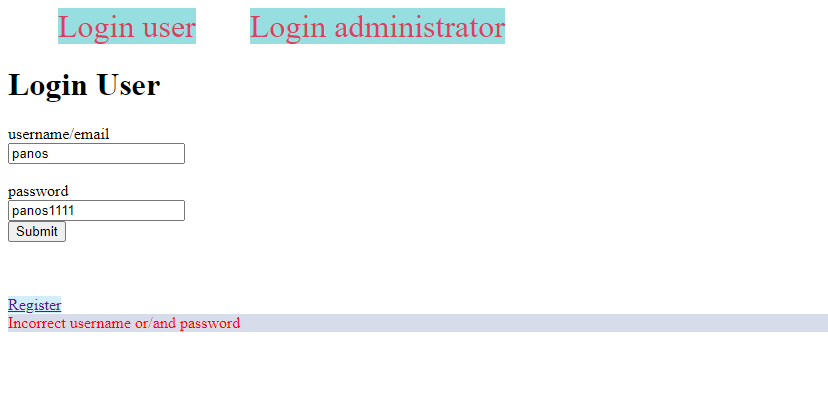 Login user Login administrator
Login User
username/email
panos
password
panos1111
Submit
Register
Incorrect username or/and password